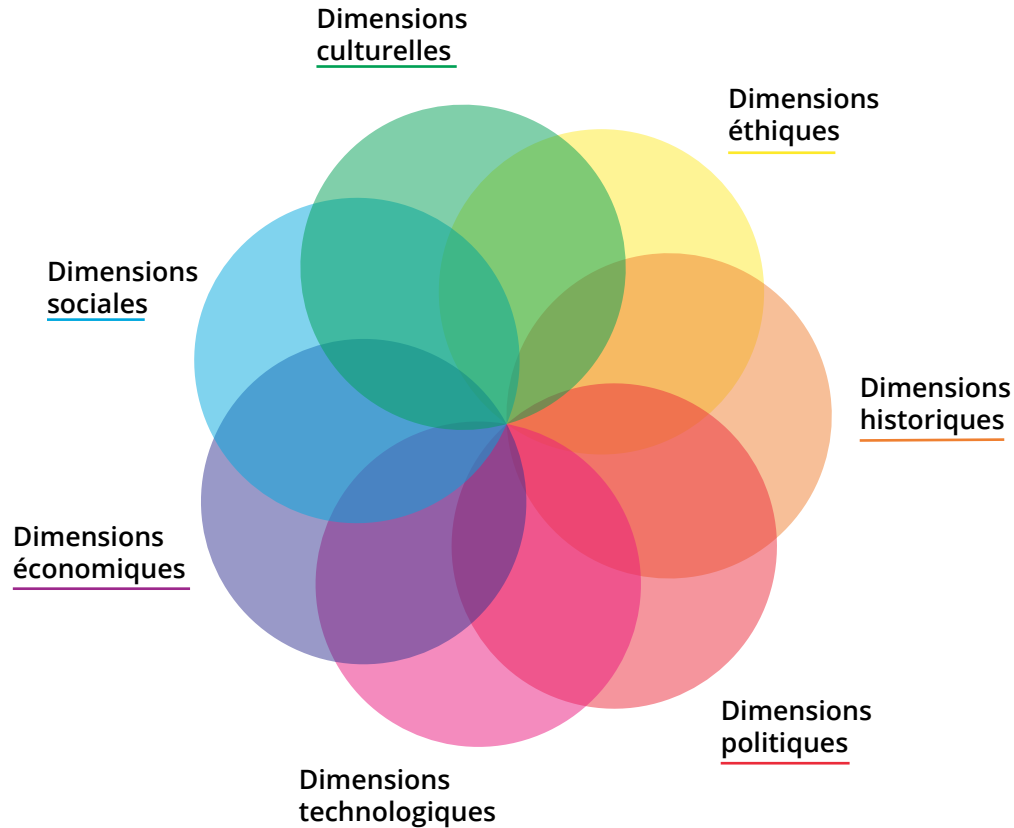 Dimensions
culturelles
Dimensions
éthiques
Dimensions
sociales
Dimensions
historiques
Dimensions
économiques
Dimensions
politiques
Dimensions
technologiques